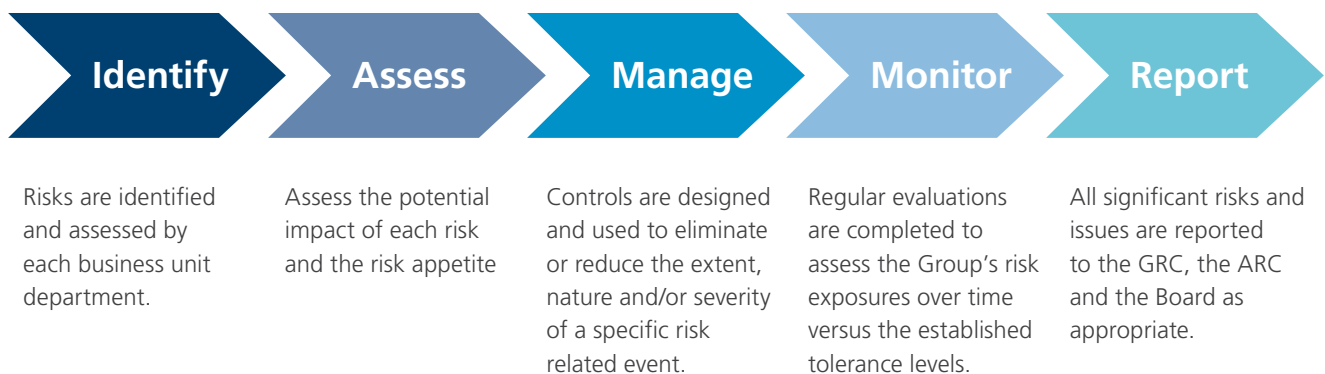 Identify
Assess
Manage
Monitor
Report
Risks are identified
and assessed by
each business unit
department.
Assess the potential
impact of each risk
and the risk appetite
Controls are designed
and used to eliminate
or reduce the extent,
nature and/or severity
of a specific risk
related event.
Regular evaluations
are completed to
assess the Group’s risk
exposures over time
versus the established
tolerance levels.
All significant risks and
issues are reported
to the GRC, the ARC
and the Board as
appropriate.